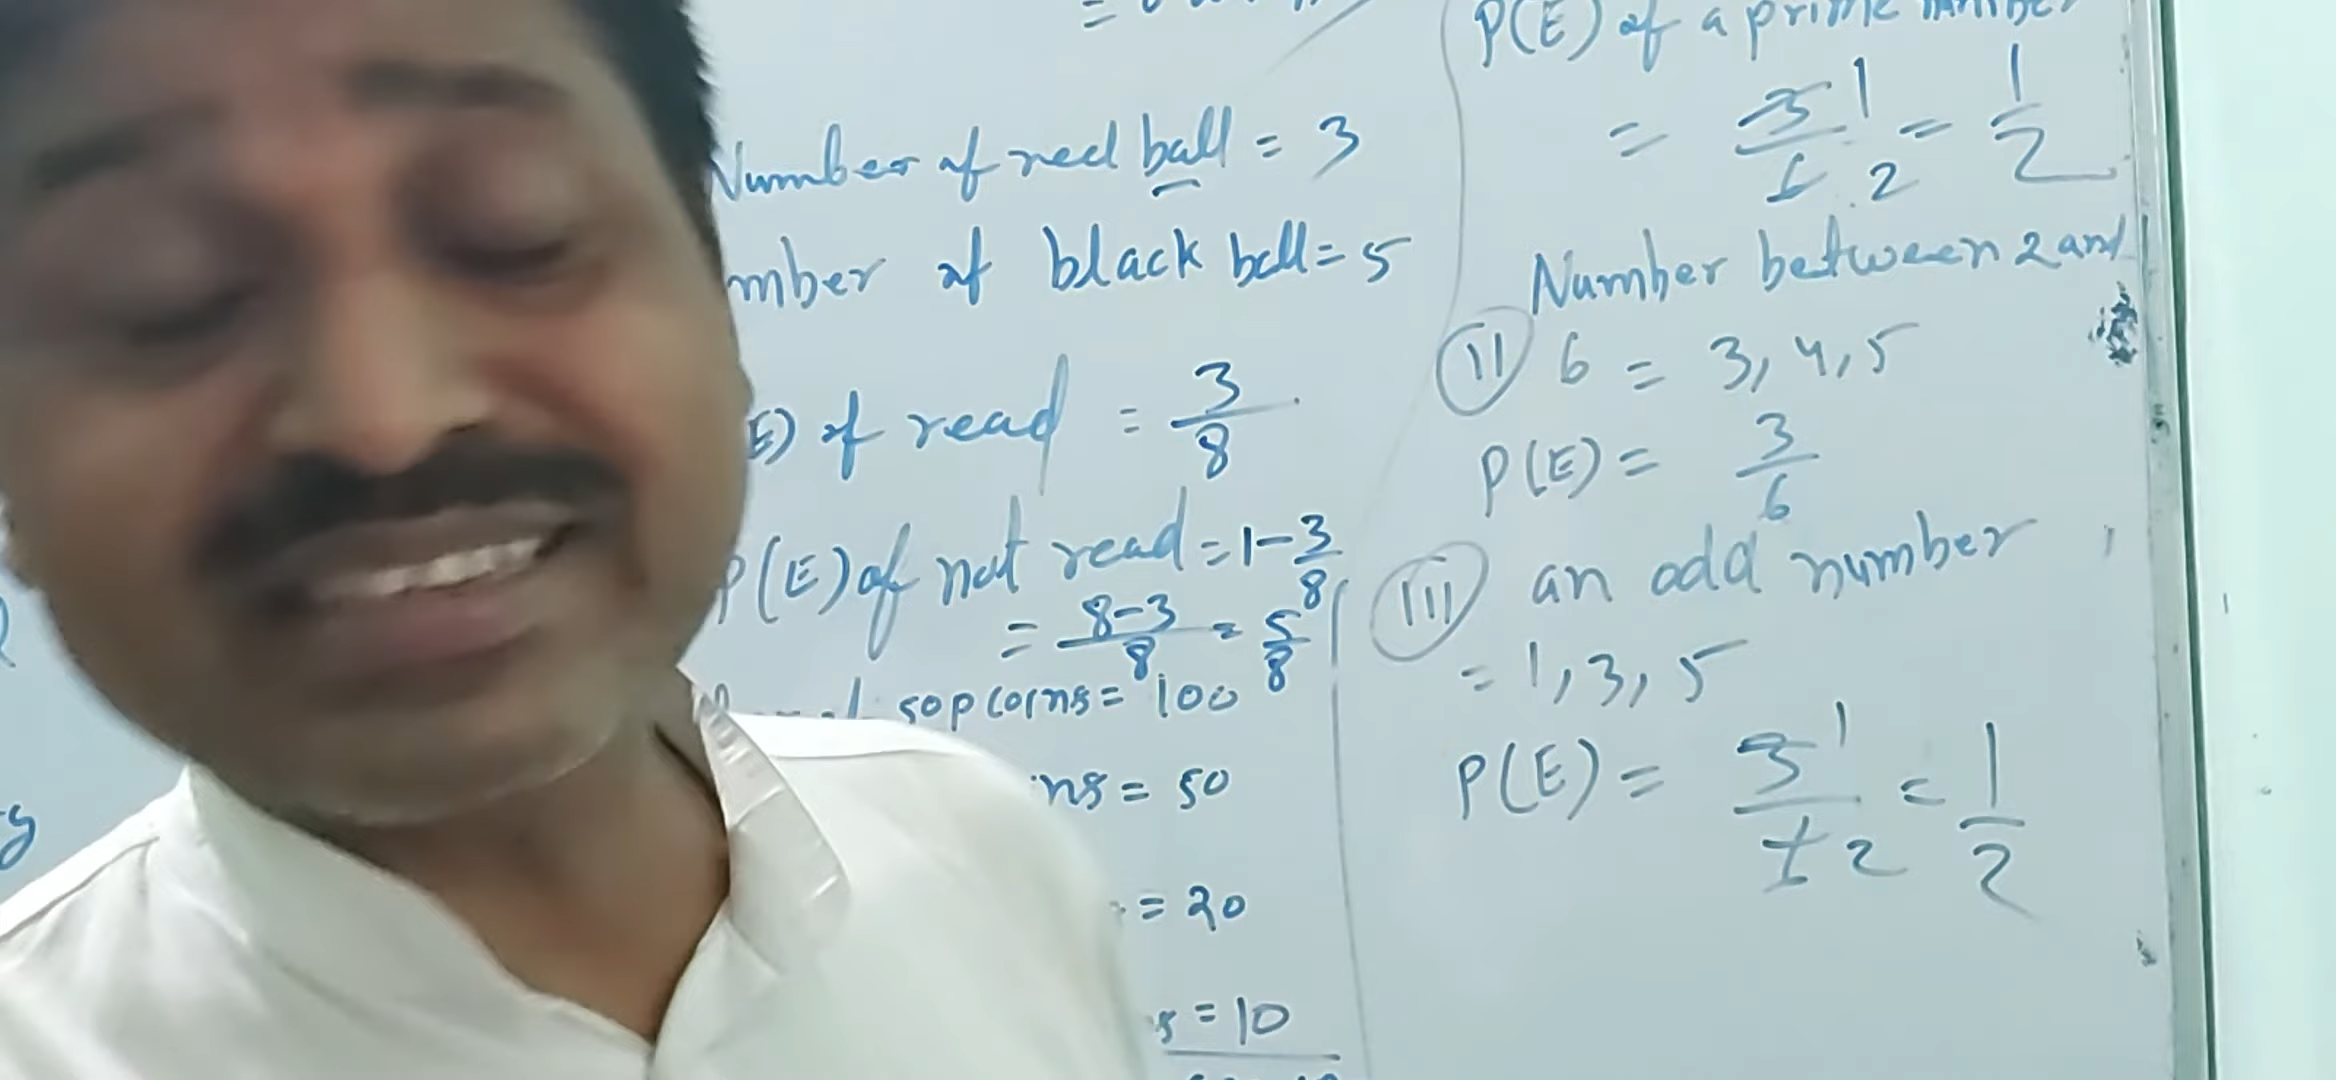 Number of red ball = 3
mber of black ball = 5
E) of read = 3/8
P(E) of not read = 1-3/8
= 8-3/8 = 5/8
50p corns = 100
ns = 50
= 20
s = 10
P(E) of a prime number
= 3 1/6 2 = 1/2
Number between 2 and
(II) 6 = 3, 4, 5
P(E) = 3/6
(III) an odd number
= 1, 3, 5
P(E) = 3 1/6 2 = 1/2